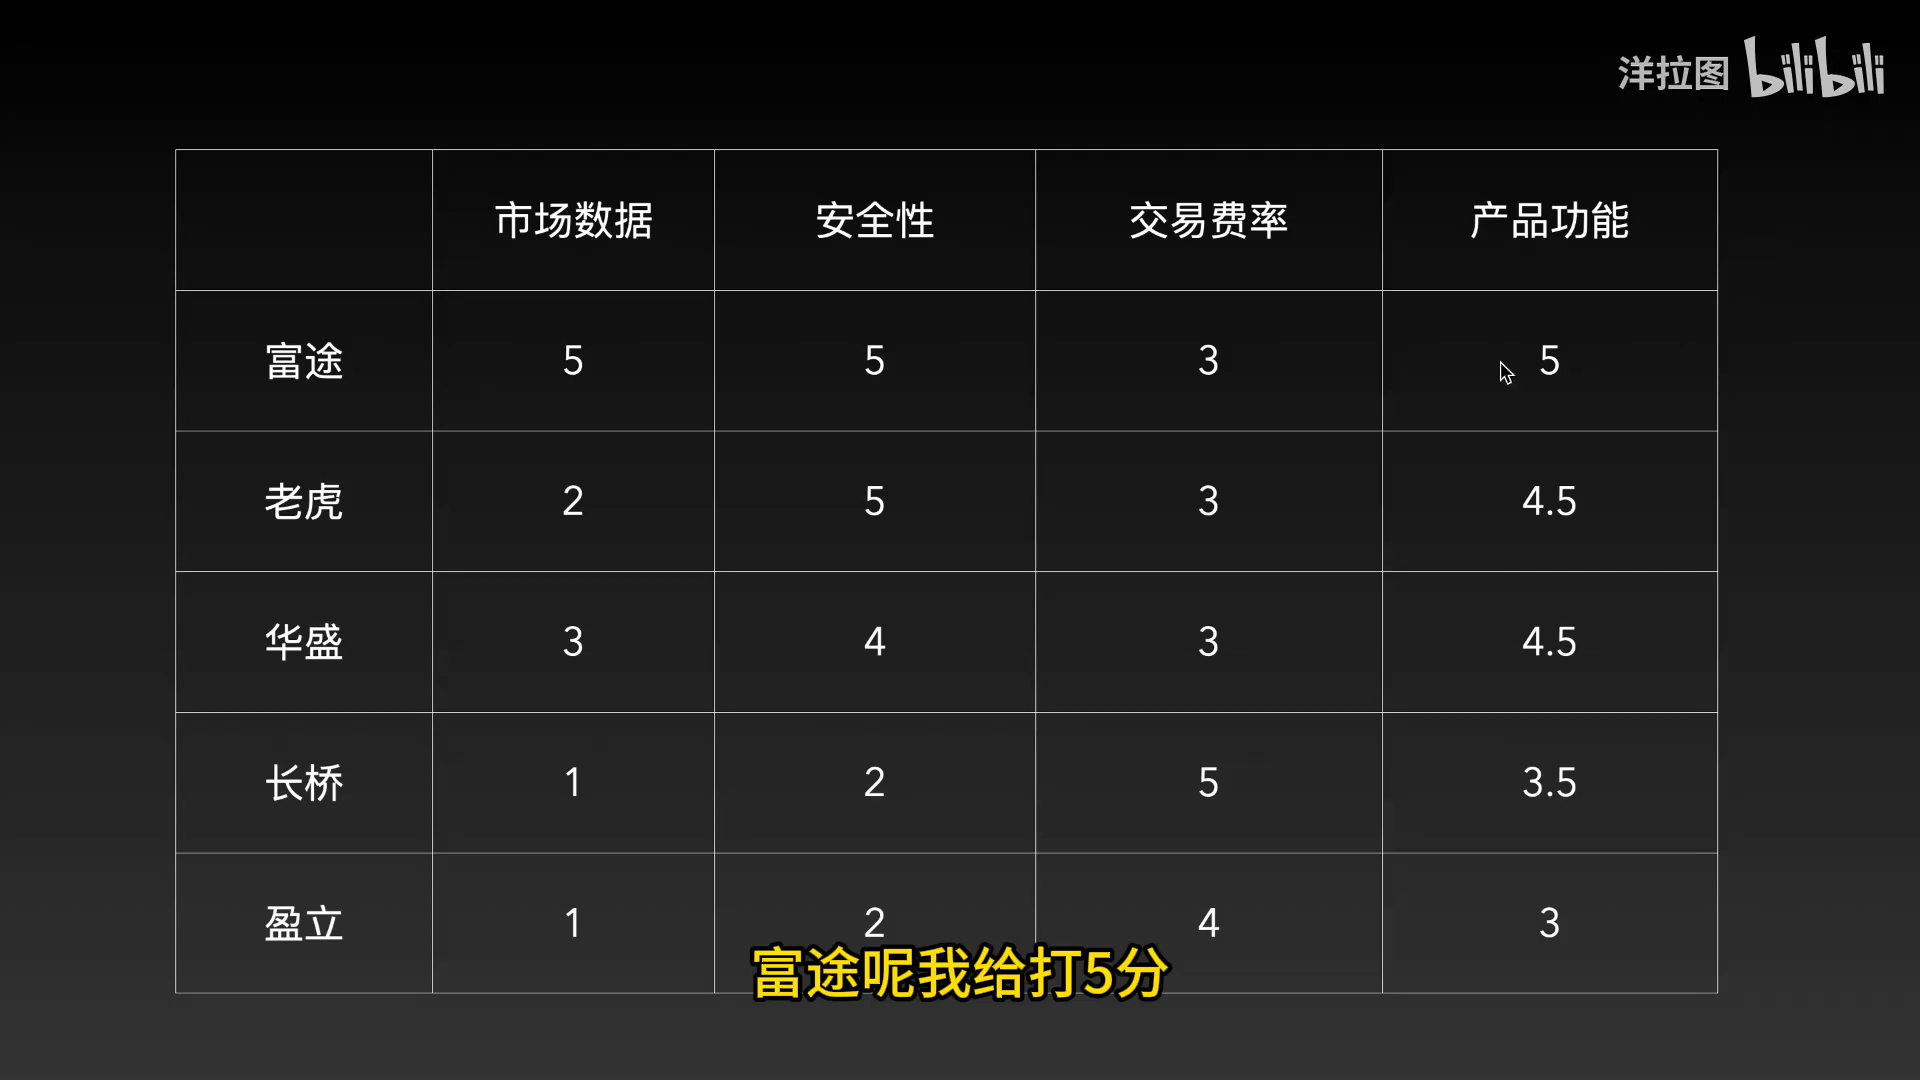 洋拉图 bilibili
市场数据 安全性 交易费率 产品功能
富途 5 5 3 5
老虎 2 5 3 4.5
华盛 3 4 3 4.5
长桥 1 2 5 3.5
盈立 1 2 4 3
富途呢我给打5分